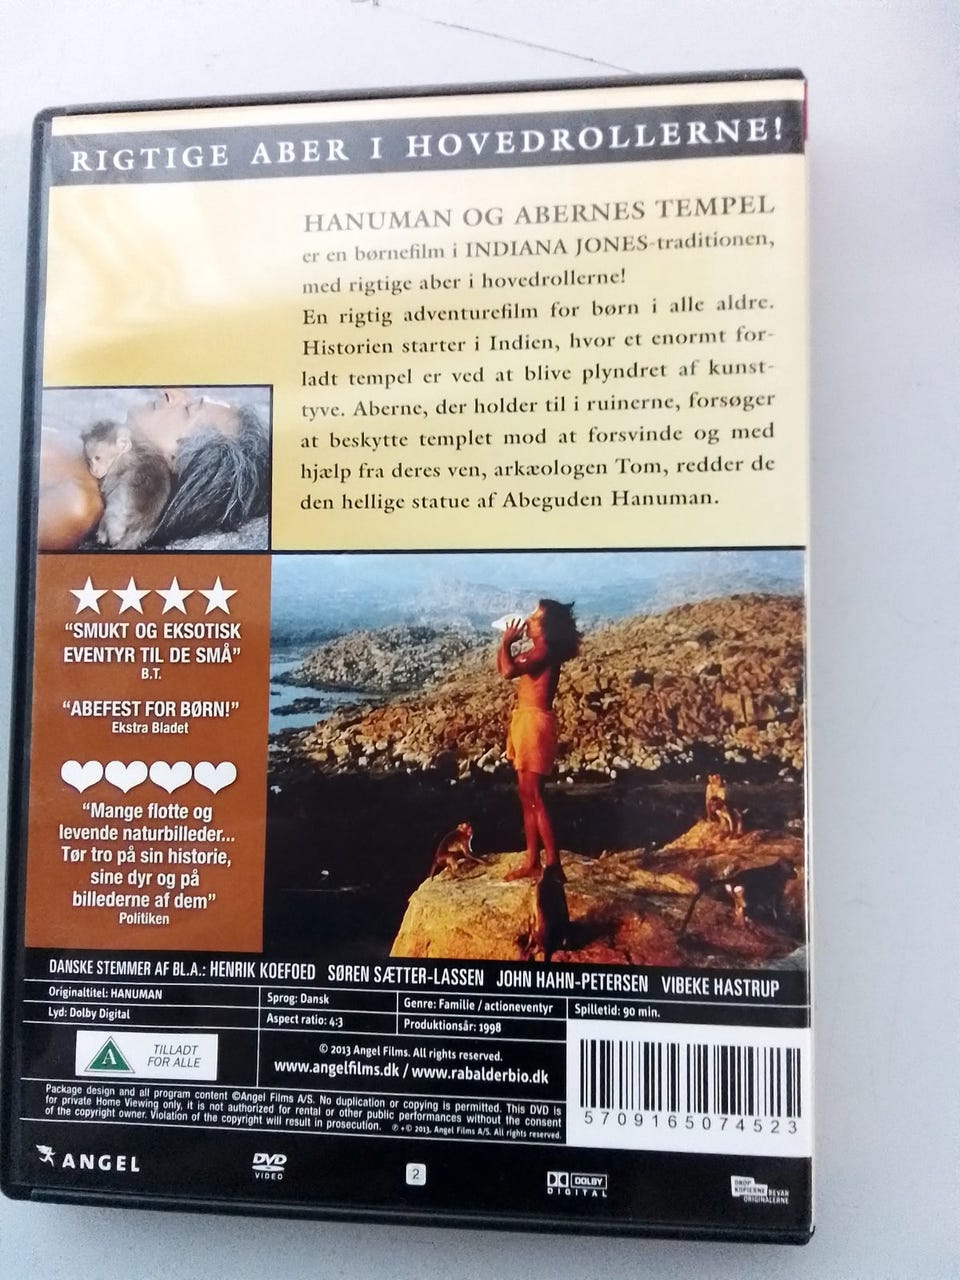 RIGTIGE ABER I HOVEDROLLERNE!
HANUMAN OG ABERNES TEMPEL
er en børnefilm i INDIANA JONES-traditionen,
med rigtige aber i hovedrollerne!
En rigtig adventurefilm for børn i alle aldre.
Historien starter i Indien, hvor et enormt for-
ladt tempel er ved at blive plyndret af kunst-
tyve. Aberne, der holder til i ruinerne, forsøger
at beskytte templet mod at forsvinde og med
hjælp fra deres ven, arkæologen Tom, redder de
den hellige statue af Abeguden Hanuman.
“SMUKT OG EKSOTISK
EVENTYR TIL DE SMÅ”
B.T.
“ABEFEST FOR BØRN!”
Ekstra Bladet
“Mange flotte og
levende naturbilleder...
Tør tro på sin historie,
sine dyr og på
billederne af dem”
Politiken
DANSKE STEMMER AF BL.A.: HENRIK KOEFOED SØREN SÆTTER-LASSEN JOHN HAHN-PETERSEN VIBEKE HASTRUP
Originaltitel: HANUMAN
Lyd: Dolby Digital
Sprog: Dansk
Aspect ratio: 4:3
Genre: Familie / actioneventyr
Produktionsår: 1998
Spilletid: 90 min.
A TILLADT
FOR ALLE
© 2013 Angel Films. All rights reserved.
www.angelfilms.dk / www.rabalderbio.dk
Package design and all program content ©Angel Films A/S. No duplication or copying is permitted. This DVD is
for private Home Viewing only, it is not authorized for rental or other public performances without the consent
of the copyright owner. Violation of the copyright will result in prosecution. ℗ + © 2013, Angel Films A/S. All rights reserved.
5709165074523
ANGEL
DVD
VIDEO
2
DOLBY
DIGITAL
DROP
KOPIERNE BEVAR
ORIGINALERNE